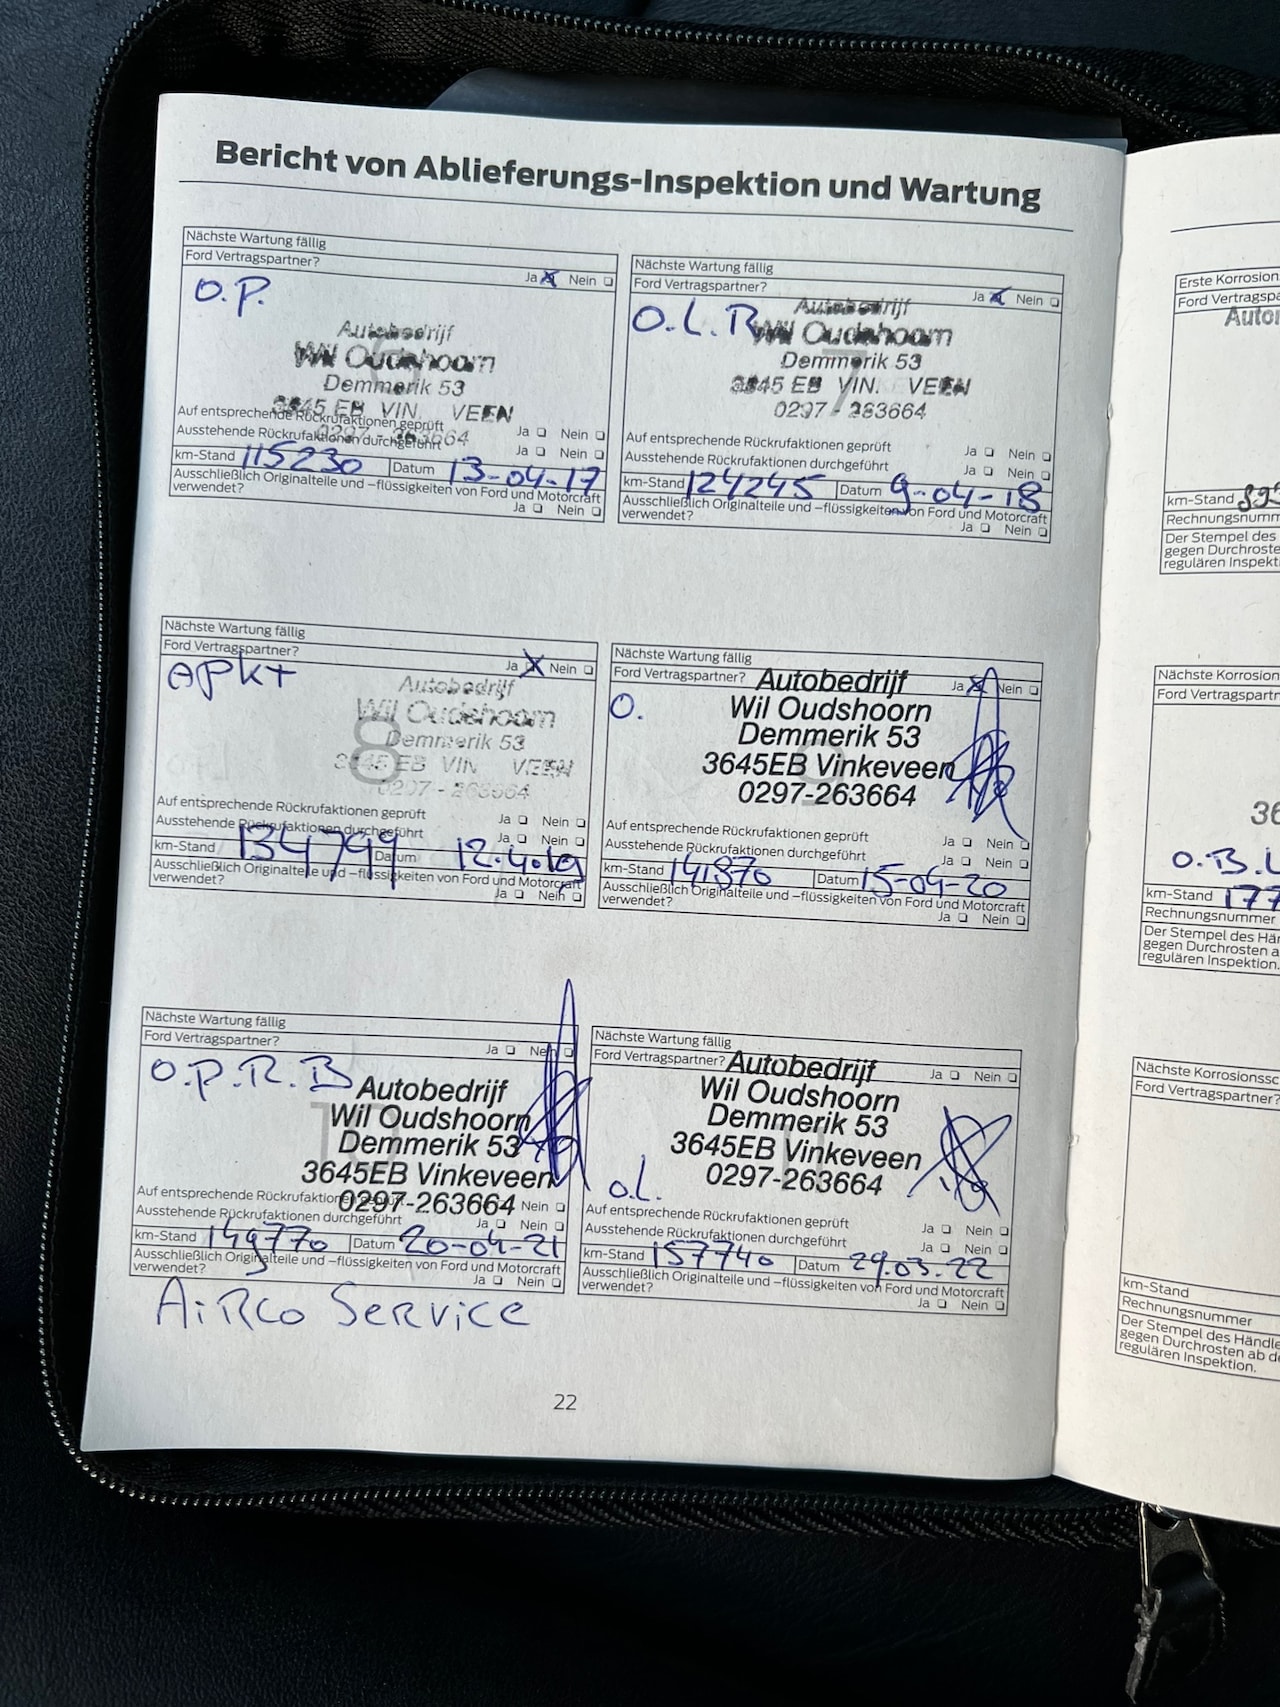 Bericht von Ablieferungs-Inspektion und Wartung
Nächste Wartung fällig
Ford Vertragspartner?
Ja Nein
O.P.
Autobedrijf
Wil Oudshoorn
Demmerik 53
3645 EB VIN. VEEN
0297 - 263664
Auf entsprechende Rückrufaktionen geprüft
Ja Nein
Ausstehende Rückrufaktionen durchgeführt
Ja Nein
km-Stand 115230 Datum 13-04-17
Ausschließlich Originalteile und –flüssigkeiten von Ford und Motorcraft
verwendet? Ja Nein
Nächste Wartung fällig
Ford Vertragspartner?
Ja Nein
O.L.R
Autobedrijf
Wil Oudshoorn
Demmerik 53
3645 EB VIN. VEEN
0297 - 263664
7
Auf entsprechende Rückrufaktionen geprüft
Ja Nein
Ausstehende Rückrufaktionen durchgeführt
Ja Nein
km-Stand 124245 Datum 9-04-18
Ausschließlich Originalteile und –flüssigkeiten von Ford und Motorcraft
verwendet? Ja Nein
Nächste Wartung fällig
Ford Vertragspartner?
Ja Nein
APK+
Autobedrijf
Wil Oudshoorn
Demmerik 53
3645 EB VIN VEEN
0297 - 263664
8
Auf entsprechende Rückrufaktionen geprüft
Ja Nein
Ausstehende Rückrufaktionen durchgeführt
Ja Nein
km-Stand 134799 Datum 12.4.19
Ausschließlich Originalteile und –flüssigkeiten von Ford und Motorcraft
verwendet? Ja Nein
Nächste Wartung fällig
Ford Vertragspartner?
Ja Nein
O.
Autobedrijf
Wil Oudshoorn
Demmerik 53
3645EB Vinkeveen
0297-263664
9
Auf entsprechende Rückrufaktionen geprüft
Ja Nein
Ausstehende Rückrufaktionen durchgeführt
Ja Nein
km-Stand 141870 Datum 15-04-20
Ausschließlich Originalteile und –flüssigkeiten von Ford und Motorcraft
verwendet? Ja Nein
Nächste Wartung fällig
Ford Vertragspartner?
Ja Nein
O.P.R.B
Autobedrijf
Wil Oudshoorn
Demmerik 53
3645EB Vinkeveen
0297-263664
10
Auf entsprechende Rückrufaktionen
Nein
Ausstehende Rückrufaktionen durchgeführt
Ja Nein
km-Stand 149770 Datum 20-04-21
Ausschließlich Originalteile und –flüssigkeiten von Ford und Motorcraft
verwendet? Ja Nein
AiRco SeRvice
Nächste Wartung fällig
Ford Vertragspartner?
Ja Nein
Autobedrijf
Wil Oudshoorn
Demmerik 53
3645EB Vinkeveen
0297-263664
o.L.
Auf entsprechende Rückrufaktionen geprüft
Ja Nein
Ausstehende Rückrufaktionen durchgeführt
Ja Nein
km-Stand 157740 Datum 29.03.22
Ausschließlich Originalteile und –flüssigkeiten von Ford und Motorcraft
verwendet? Ja Nein
22
Erste Korrosion
Ford Vertragspa
km-Stand
Rechnungsnumm
Der Stempel des
gegen Durchroste
regulären Inspekti
Nächste Korrosion
Ford Vertragspartn
36
O.B.L
km-Stand 177
Rechnungsnummer
Der Stempel des Hän
gegen Durchrosten a
regulären Inspektion.
Nächste Korrosionssc
Ford Vertragspartner?
km-Stand
Rechnungsnummer
Der Stempel des Händle
gegen Durchrosten ab de
regulären Inspektion.